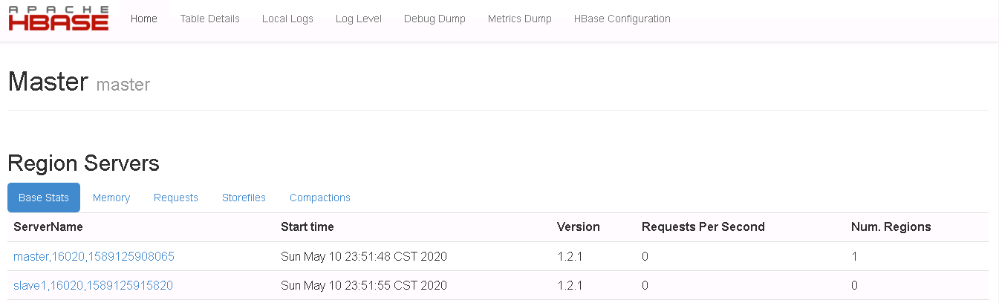 APACHE
HBASE Home Table Details Local Logs Log Level Debug Dump Metrics Dump HBase Configuration
Master master
Region Servers
Base Stats Memory Requests Storefiles Compactions
ServerName Start time Version Requests Per Second Num. Regions
master,16020,1589125908065 Sun May 10 23:51:48 CST 2020 1.2.1 0 1
slave1,16020,1589125915820 Sun May 10 23:51:55 CST 2020 1.2.1 0 0